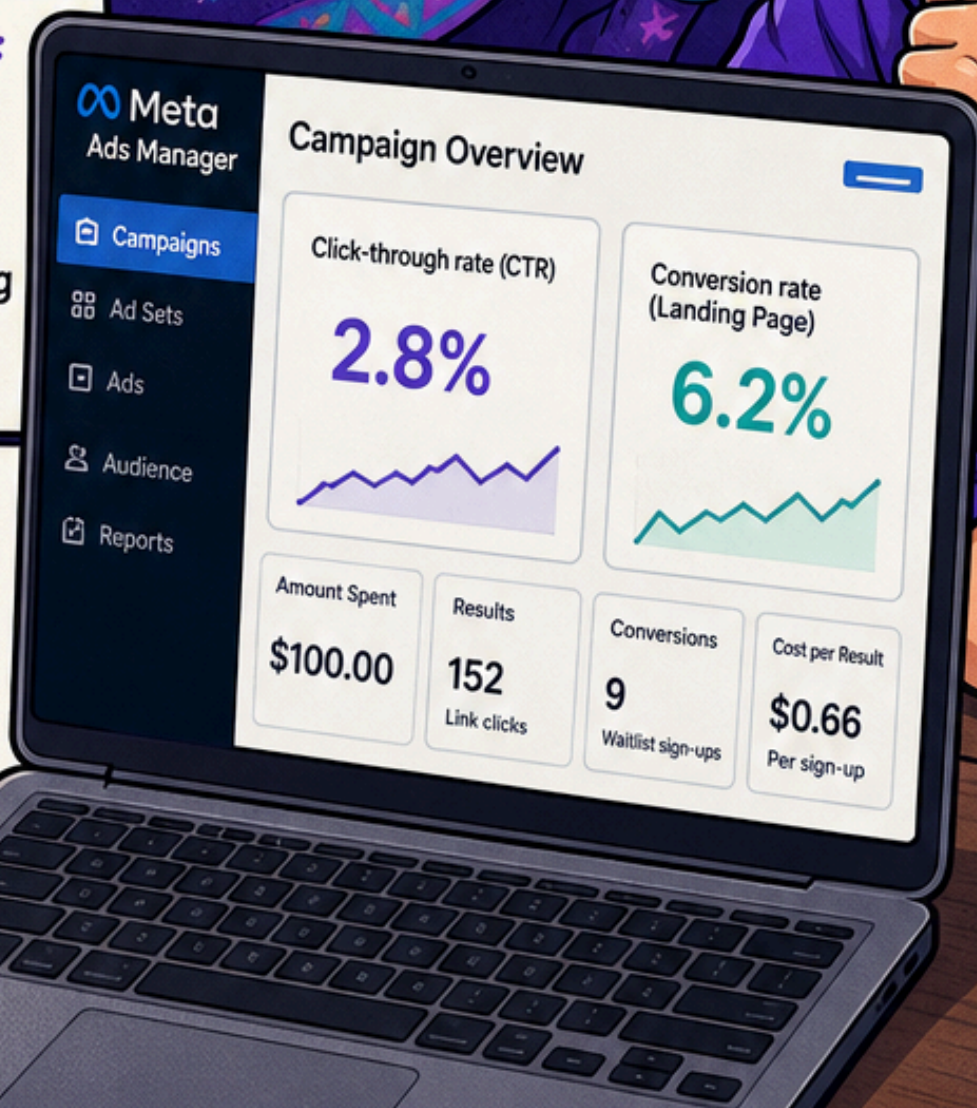 Meta
Ads Manager
Campaigns
Ad Sets
Ads
Audience
Reports
Campaign Overview
Click-through rate (CTR)
2.8%
Conversion rate
(Landing Page)
6.2%
Amount Spent
$100.00
Results
152
Link clicks
Conversions
9
Waitlist sign-ups
Cost per Result
$0.66
Per sign-up